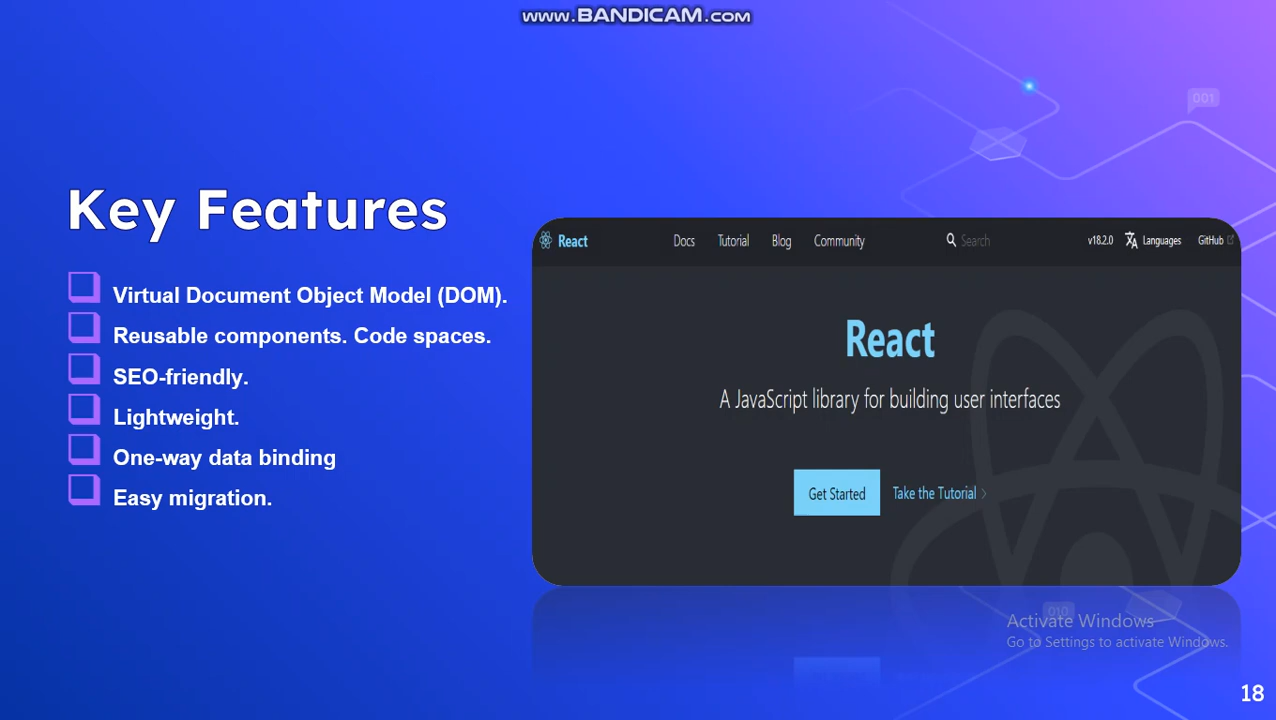 www.BANDICAM.com
001
Key Features
Virtual Document Object Model (DOM).
Reusable components. Code spaces.
SEO-friendly.
Lightweight.
One-way data binding
Easy migration.
React
Docs
Tutorial
Blog
Community
Search
v18.2.0
Languages
GitHub
React
A JavaScript library for building user interfaces
Get Started
Take the Tutorial
010
Activate Windows
Go to Settings to activate Windows.
18